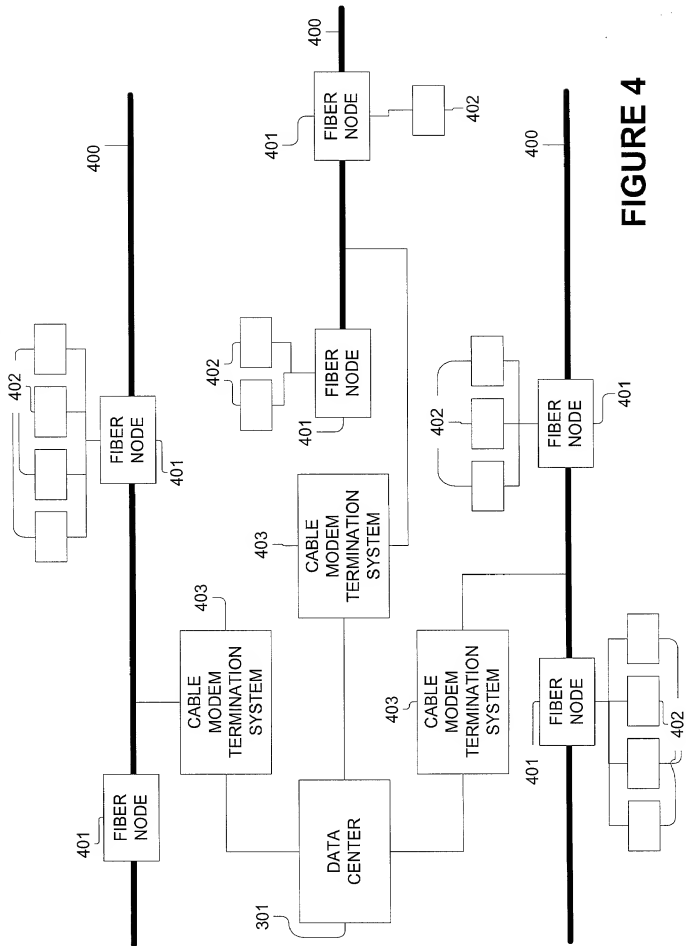 402
400
401
FIBER
NODE
FIBER
NODE
401
403
CABLE
MODEM
TERMINATION
SYSTEM
402
301
DATA
CENTER
403
CABLE
MODEM
TERMINATION
SYSTEM
401
FIBER
NODE
401
FIBER
NODE
400
402
403
CABLE
MODEM
TERMINATION
SYSTEM
402
401
FIBER
NODE
400
FIBER
NODE
401
402
FIGURE 4